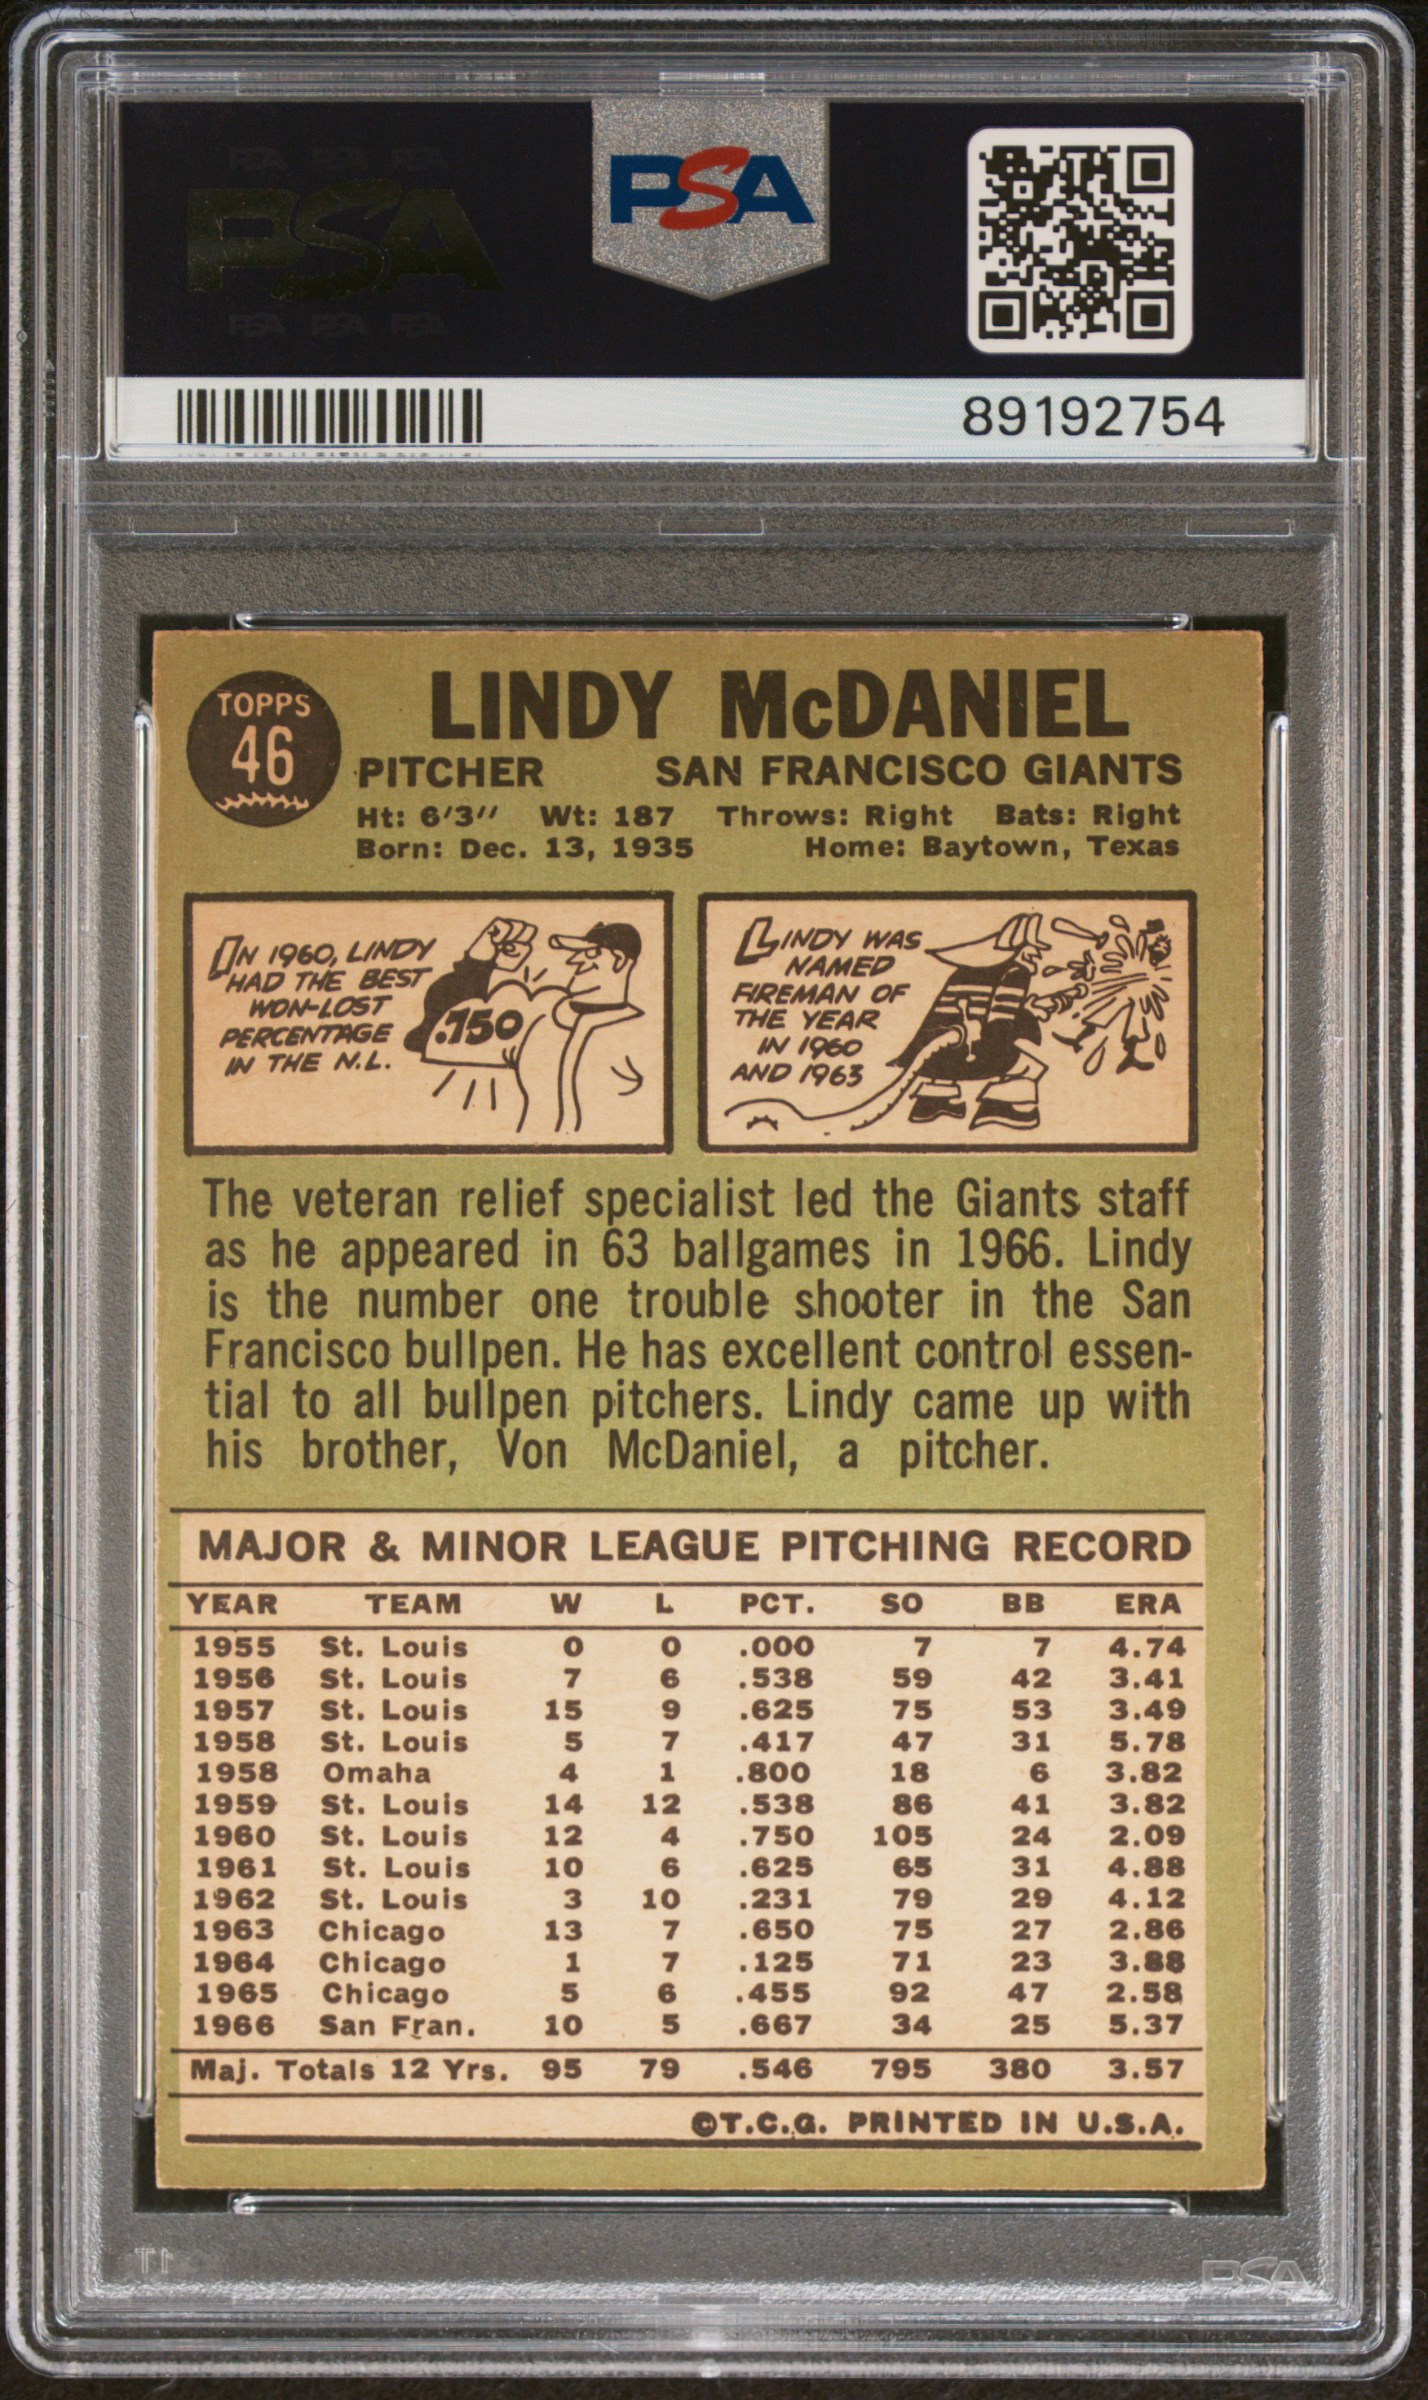 PSA PSA PSA
PSA
PSA PSA PSA
PSA
89192754
TOPPS
46
LINDY McDANIEL
PITCHER SAN FRANCISCO GIANTS
Ht: 6'3" Wt: 187 Throws: Right Bats: Right
Born: Dec. 13, 1935 Home: Baytown, Texas
IN 1960, LINDY
HAD THE BEST
WON-LOST
PERCENTAGE
IN THE N.L.
.750
LINDY WAS
NAMED
FIREMAN OF
THE YEAR
IN 1960
AND 1963
The veteran relief specialist led the Giants staff
as he appeared in 63 ballgames in 1966. Lindy
is the number one trouble shooter in the San
Francisco bullpen. He has excellent control essen-
tial to all bullpen pitchers. Lindy came up with
his brother, Von McDaniel, a pitcher.
MAJOR & MINOR LEAGUE PITCHING RECORD
YEAR TEAM W L PCT. SO BB ERA
1955 St. Louis 0 0 .000 7 7 4.74
1956 St. Louis 7 6 .538 59 42 3.41
1957 St. Louis 15 9 .625 75 53 3.49
1958 St. Louis 5 7 .417 47 31 5.78
1958 Omaha 4 1 .800 18 6 3.82
1959 St. Louis 14 12 .538 86 41 3.82
1960 St. Louis 12 4 .750 105 24 2.09
1961 St. Louis 10 6 .625 65 31 4.88
1962 St. Louis 3 10 .231 79 29 4.12
1963 Chicago 13 7 .650 75 27 2.86
1964 Chicago 1 7 .125 71 23 3.88
1965 Chicago 5 6 .455 92 47 2.58
1966 San Fran. 10 5 .667 34 25 5.37
Maj. Totals 12 Yrs. 95 79 .546 795 380 3.57
©T.C.G. PRINTED IN U.S.A.
PSA